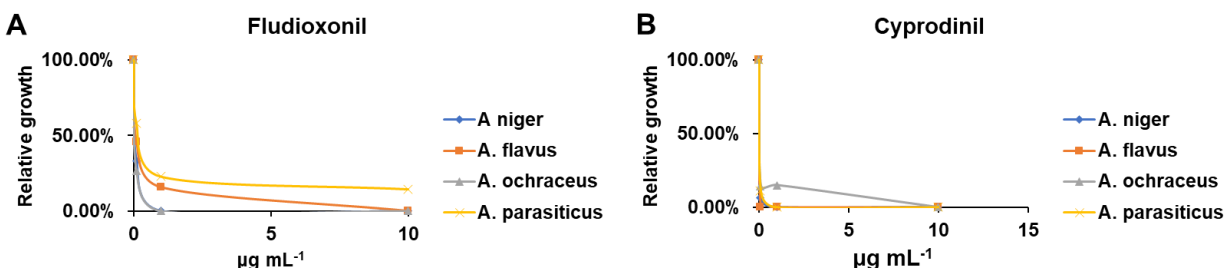 A
Fludioxonil
Relative growth
100.00%
50.00%
0.00%
0
5
10
µg mL⁻¹
A niger
A. flavus
A. ochraceus
A. parasiticus
B
Cyprodinil
Relative growth
100.00%
50.00%
0.00%
0
5
10
15
µg mL⁻¹
A. niger
A. flavus
A. ochraceus
A. parasiticus